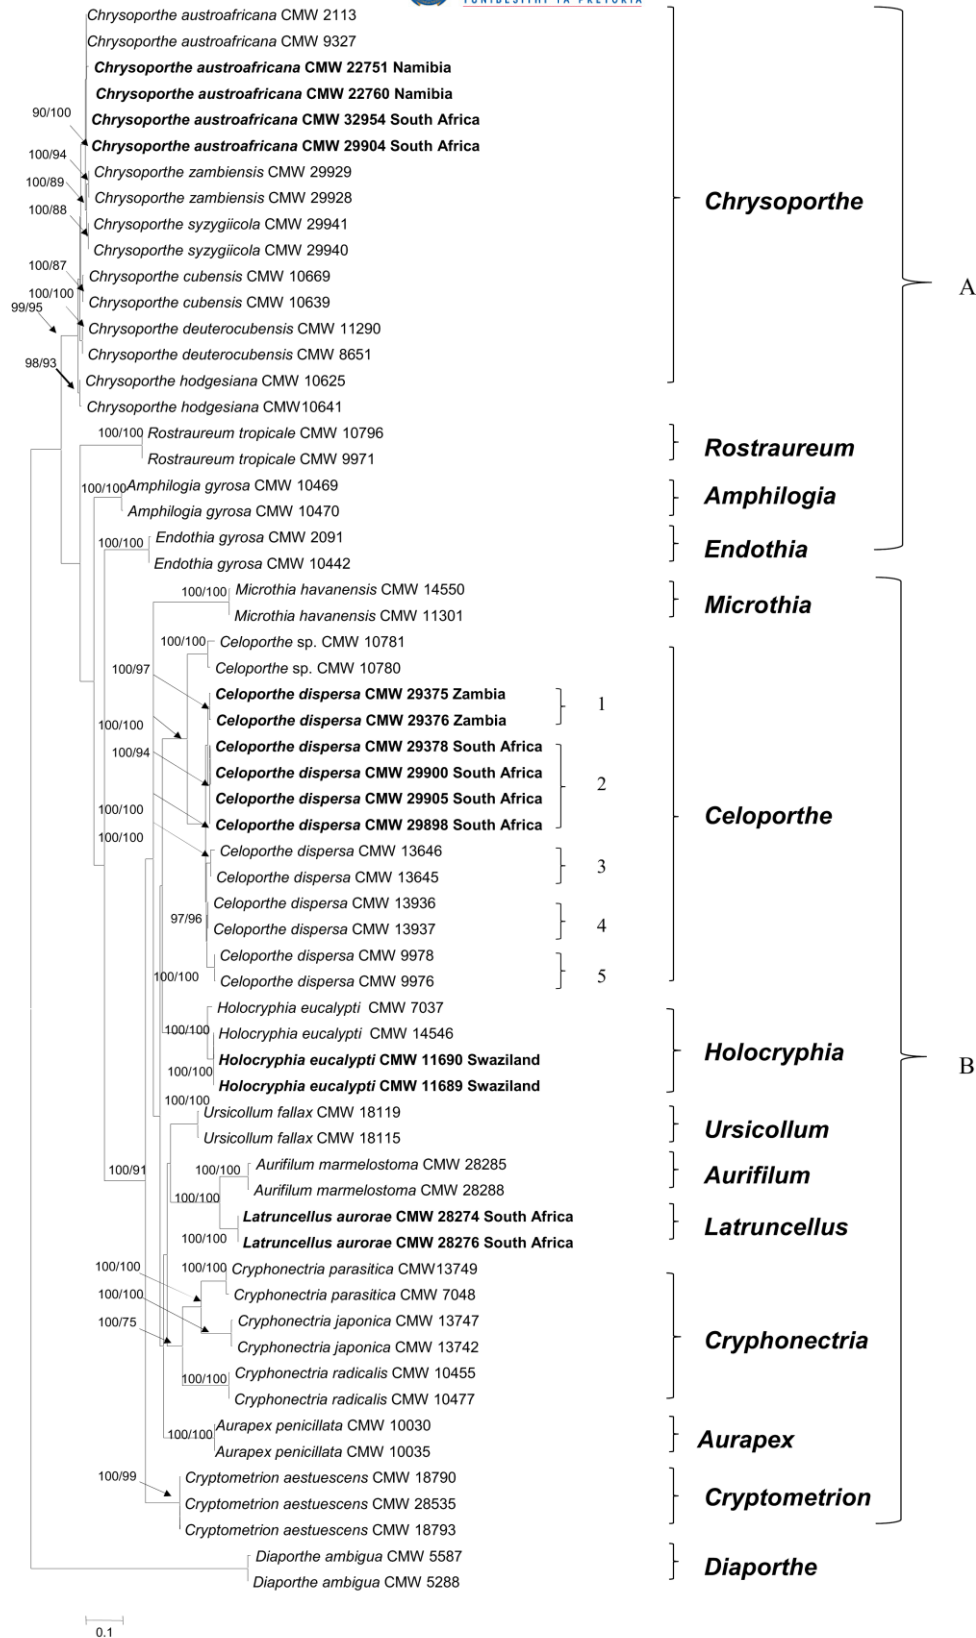 YUNIBESITHI YA PRETORIA
Chrysoporthe austroafricana CMW 2113
Chrysoporthe austroafricana CMW 9327
Chrysoporthe austroafricana CMW 22751 Namibia
Chrysoporthe austroafricana CMW 22760 Namibia
90/100
Chrysoporthe austroafricana CMW 32954 South Africa
Chrysoporthe austroafricana CMW 29904 South Africa
100/94
Chrysoporthe zambiensis CMW 29929
100/89
Chrysoporthe zambiensis CMW 29928
Chrysoporthe
100/88
Chrysoporthe syzygiicola CMW 29941
Chrysoporthe syzygiicola CMW 29940
100/87
Chrysoporthe cubensis CMW 10669
A
100/100
Chrysoporthe cubensis CMW 10639
99/95
Chrysoporthe deuterocubensis CMW 11290
Chrysoporthe deuterocubensis CMW 8651
98/93
Chrysoporthe hodgesiana CMW 10625
Chrysoporthe hodgesiana CMW10641
100/100
Rostraureum tropicale CMW 10796
Rostraureum
Rostraureum tropicale CMW 9971
100/100
Amphilogia gyrosa CMW 10469
Amphilogia
Amphilogia gyrosa CMW 10470
100/100
Endothia gyrosa CMW 2091
Endothia
Endothia gyrosa CMW 10442
100/100
Microthia havanensis CMW 14550
Microthia
Microthia havanensis CMW 11301
100/100
Celoporthe sp. CMW 10781
100/97
Celoporthe sp. CMW 10780
Celoporthe dispersa CMW 29375 Zambia
1
Celoporthe dispersa CMW 29376 Zambia
100/100
Celoporthe dispersa CMW 29378 South Africa
100/94
Celoporthe dispersa CMW 29900 South Africa
2
Celoporthe dispersa CMW 29905 South Africa
100/100
Celoporthe dispersa CMW 29898 South Africa
Celoporthe
100/100
Celoporthe dispersa CMW 13646
3
Celoporthe dispersa CMW 13645
Celoporthe dispersa CMW 13936
97/96
4
Celoporthe dispersa CMW 13937
Celoporthe dispersa CMW 9978
100/100
5
Celoporthe dispersa CMW 9976
Holocryphia eucalypti CMW 7037
100/100
Holocryphia eucalypti CMW 14546
Holocryphia
Holocryphia eucalypti CMW 11690 Swaziland
B
100/100
Holocryphia eucalypti CMW 11689 Swaziland
100/100
Ursicollum fallax CMW 18119
Ursicollum
Ursicollum fallax CMW 18115
100/91
100/100
Aurifilum marmelostoma CMW 28285
Aurifilum
Aurifilum marmelostoma CMW 28288
100/100
Latruncellus aurorae CMW 28274 South Africa
Latruncellus
100/100
Latruncellus aurorae CMW 28276 South Africa
100/100
100/100
Cryphonectria parasitica CMW13749
100/100
Cryphonectria parasitica CMW 7048
100/75
Cryphonectria japonica CMW 13747
Cryphonectria
Cryphonectria japonica CMW 13742
100/100
Cryphonectria radicalis CMW 10455
Cryphonectria radicalis CMW 10477
100/100
Aurapex penicillata CMW 10030
Aurapex
Aurapex penicillata CMW 10035
100/99
Cryptometrion aestuescens CMW 18790
Cryptometrion
Cryptometrion aestuescens CMW 28535
Cryptometrion aestuescens CMW 18793
Diaporthe ambigua CMW 5587
Diaporthe
Diaporthe ambigua CMW 5288
0.1